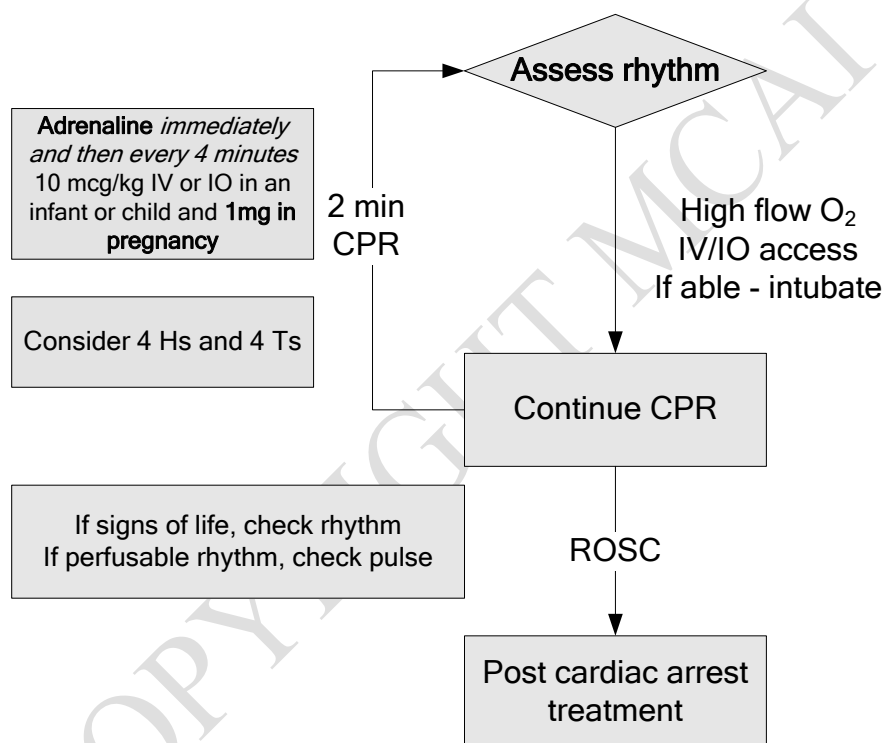 Assess rhythm
Adrenaline immediately
and then every 4 minutes
10 mcg/kg IV or IO in an
infant or child and 1mg in
pregnancy
2 min
CPR
High flow O₂
IV/IO access
If able - intubate
Consider 4 Hs and 4 Ts
Continue CPR
If signs of life, check rhythm
If perfusable rhythm, check pulse
ROSC
Post cardiac arrest
treatment
COPYRIGHT MCAI